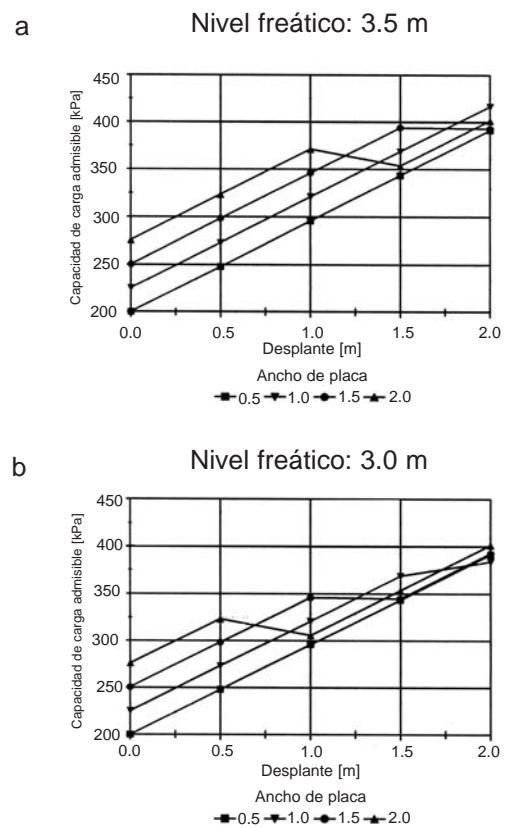 a
Nivel freático: 3.5 m
Capacidad de carga admisible [kPa]
450
400
350
300
250
200
0.0 0.5 1.0 1.5 2.0
Desplante [m]
Ancho de placa
0.5 1.0 1.5 2.0
b
Nivel freático: 3.0 m
Capacidad de carga admisible [kPa]
450
400
350
300
250
200
0.0 0.5 1.0 1.5 2.0
Desplante [m]
Ancho de placa
0.5 1.0 1.5 2.0